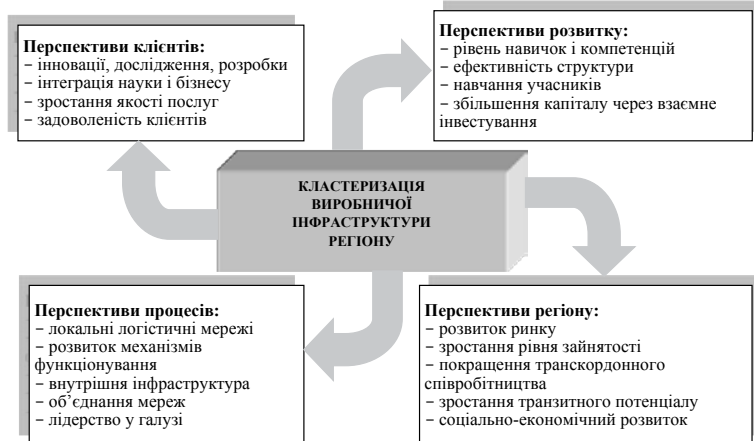 Перспективи клієнтів:
− інновації, дослідження, розробки
− інтеграція науки і бізнесу
− зростання якості послуг
− задоволеність клієнтів
Перспективи розвитку:
− рівень навичок і компетенцій
− ефективність структури
− навчання учасників
− збільшення капіталу через взаємне
інвестування
КЛАСТЕРИЗАЦІЯ
ВИРОБНИЧОЇ
ІНФРАСТРУКТУРИ
РЕГІОНУ
Перспективи процесів:
− локальні логістичні мережі
− розвиток механізмів
функціонування
− внутрішня інфраструктура
− об’єднання мереж
− лідерство у галузі
Перспективи регіону:
− розвиток ринку
− зростання рівня зайнятості
− покращення транскордонного
співробітництва
− зростання транзитного потенціалу
− соціально-економічний розвиток